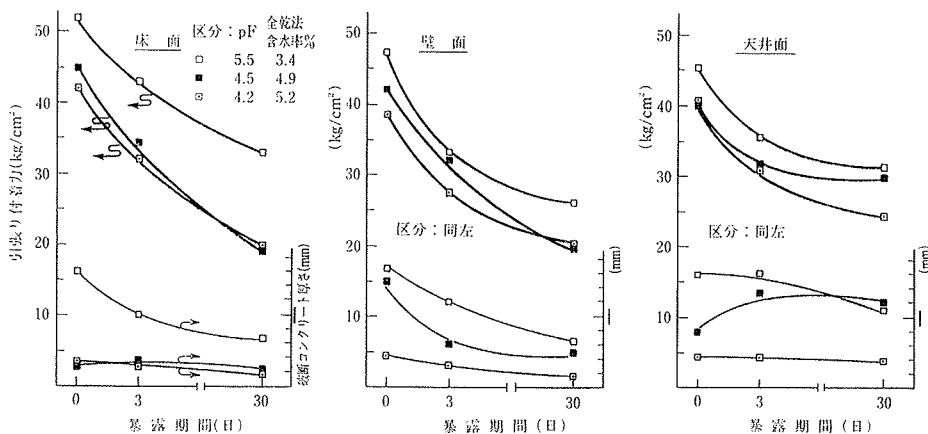 床 面
区分：pF 全乾法含水率%
5.5 3.4
4.5 4.9
4.2 5.2
引張り付着力(kg/cm²)
50
40
30
20
10
0 3 30
暴露期間(日)
破断コンクリート厚さ(mm)
壁 面
(kg/cm²)
50
40
30
20
10
区分：同左
(mm)
0 3 30
暴露期間(日)
天井面
(kg/cm²)
50
40
30
20
10
区分：同左
(mm)
0 3 30
暴露期間(日)